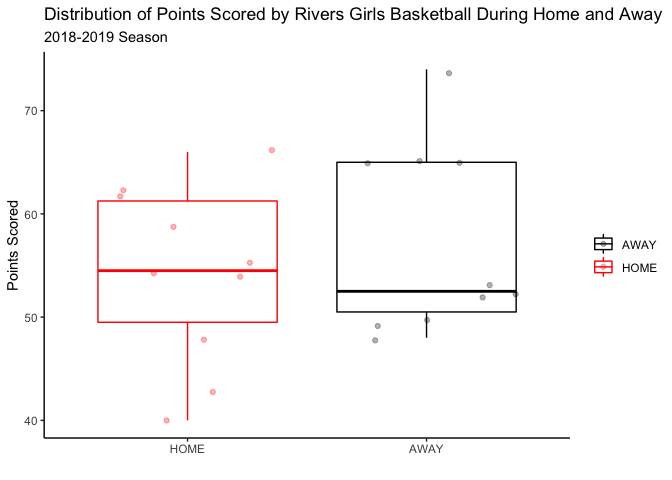 Distribution of Points Scored by Rivers Girls Basketball During Home and Away
2018-2019 Season
Points Scored
70
60
50
40
HOME
AWAY
AWAY
HOME